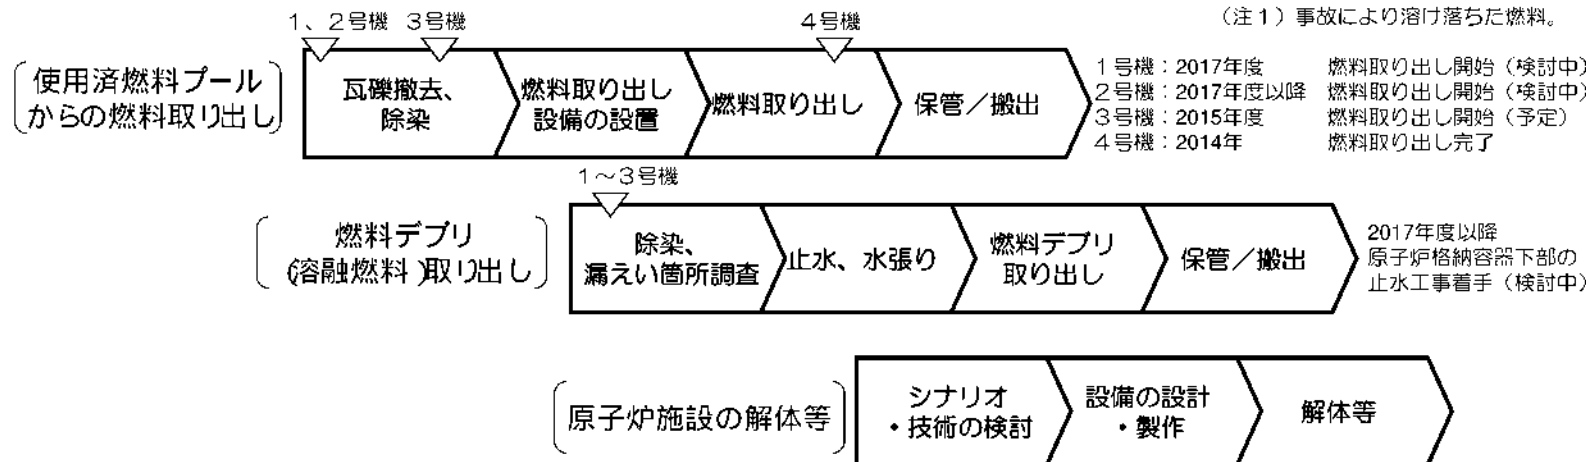 （注１）事故により溶け落ちた燃料。
１、２号機 ３号機 ４号機
使用済燃料プール
からの燃料取り出し
瓦礫撤去、
除染
燃料取り出し
設備の設置
燃料取り出し
保管／搬出
１号機：2017年度 燃料取り出し開始（検討中）
２号機：2017年度以降 燃料取り出し開始（検討中）
３号機：2015年度 燃料取り出し開始（予定）
４号機：2014年 燃料取り出し完了
１～３号機
燃料デブリ
(溶融燃料)取り出し
除染、
漏えい箇所調査
止水、水張り
燃料デブリ
取り出し
保管／搬出
2017年度以降
原子炉格納容器下部の
止水工事着手（検討中）
原子炉施設の解体等
シナリオ
・技術の検討
設備の設計
・製作
解体等